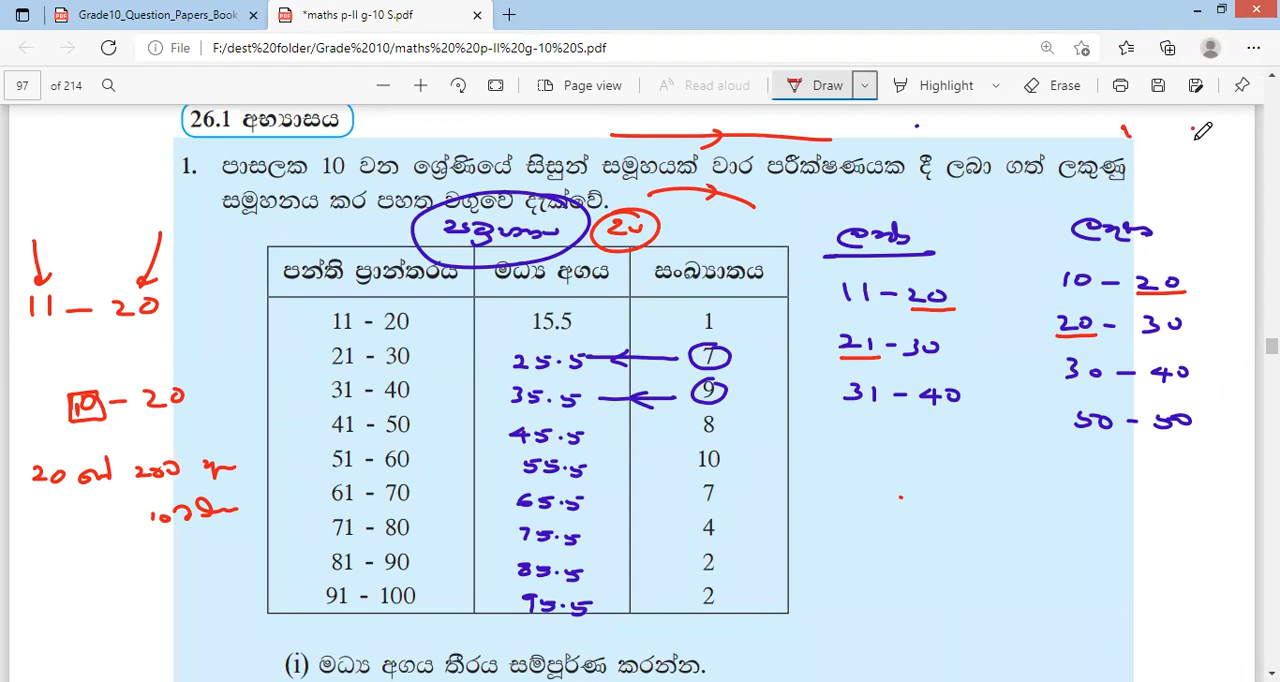 Grade10_Question_Papers_Book
*maths p-II g-10 S.pdf
File F:/dest%20folder/Grade%2010/maths%20%20p-II%20g-10%20S.pdf
97 of 214 Page view Read aloud Draw Highlight Erase
26.1 අභ්‍යාසය
1. පාසලක 10 වන ශ්‍රේණියේ සිසුන් සමූහයක් වාර පරීක්ෂණයක දී ලබා ගත් ලකුණු
සමූහනය කර පහත වගුවේ දැක්වේ.
පන්ති ප්‍රාන්තරය මධ්‍ය අගය සංඛ්‍යාතය
11 - 20 15.5 1
21 - 30 25.5 7
31 - 40 35.5 9
41 - 50 45.5 8
51 - 60 55.5 10
61 - 70 65.5 7
71 - 80 75.5 4
81 - 90 85.5 2
91 - 100 95.5 2
(i) මධ්‍ය අගය තීරය සම්පූර්ණ කරන්න.
11 - 20
10 - 20
11 - 20
21 - 30
31 - 40
10 - 20
20 - 30
30 - 40
50 - 50